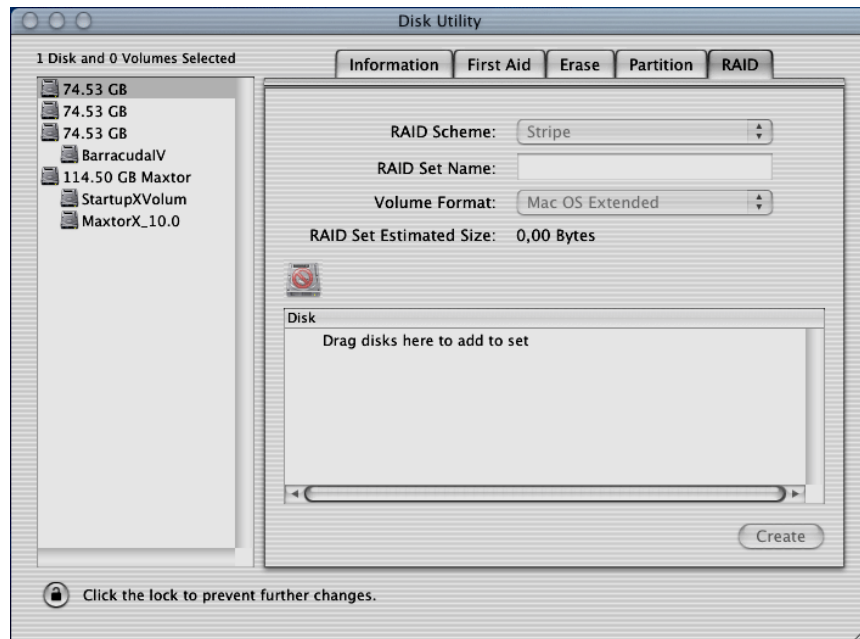 Disk Utility
1 Disk and 0 Volumes Selected
74.53 GB
74.53 GB
74.53 GB
BarracudaIV
114.50 GB Maxtor
StartupXVolum
MaxtorX_10.0
Information First Aid Erase Partition RAID
RAID Scheme: Stripe
RAID Set Name:
Volume Format: Mac OS Extended
RAID Set Estimated Size: 0,00 Bytes
Disk
Drag disks here to add to set
Create
Click the lock to prevent further changes.